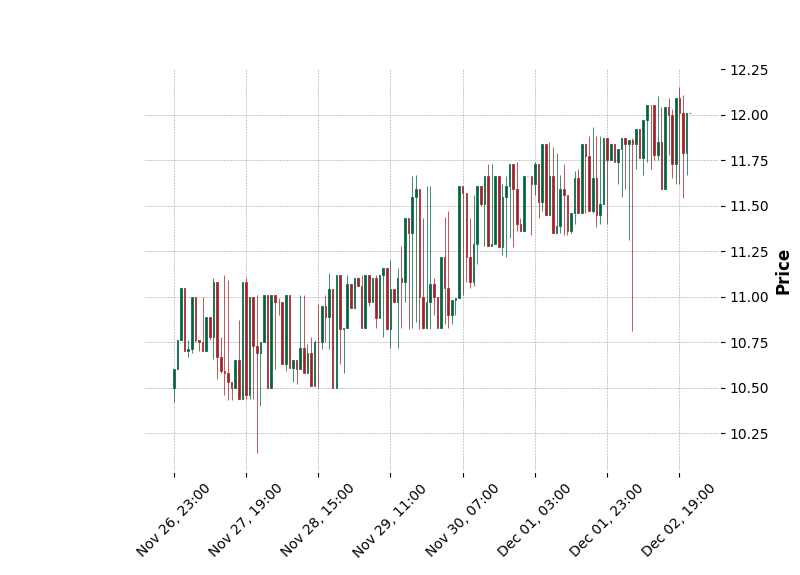 12.25
12.00
11.75
11.50
11.25
11.00
10.75
10.50
10.25
Price
Nov 26, 23:00
Nov 27, 19:00
Nov 28, 15:00
Nov 29, 11:00
Nov 30, 07:00
Dec 01, 03:00
Dec 01, 23:00
Dec 02, 19:00